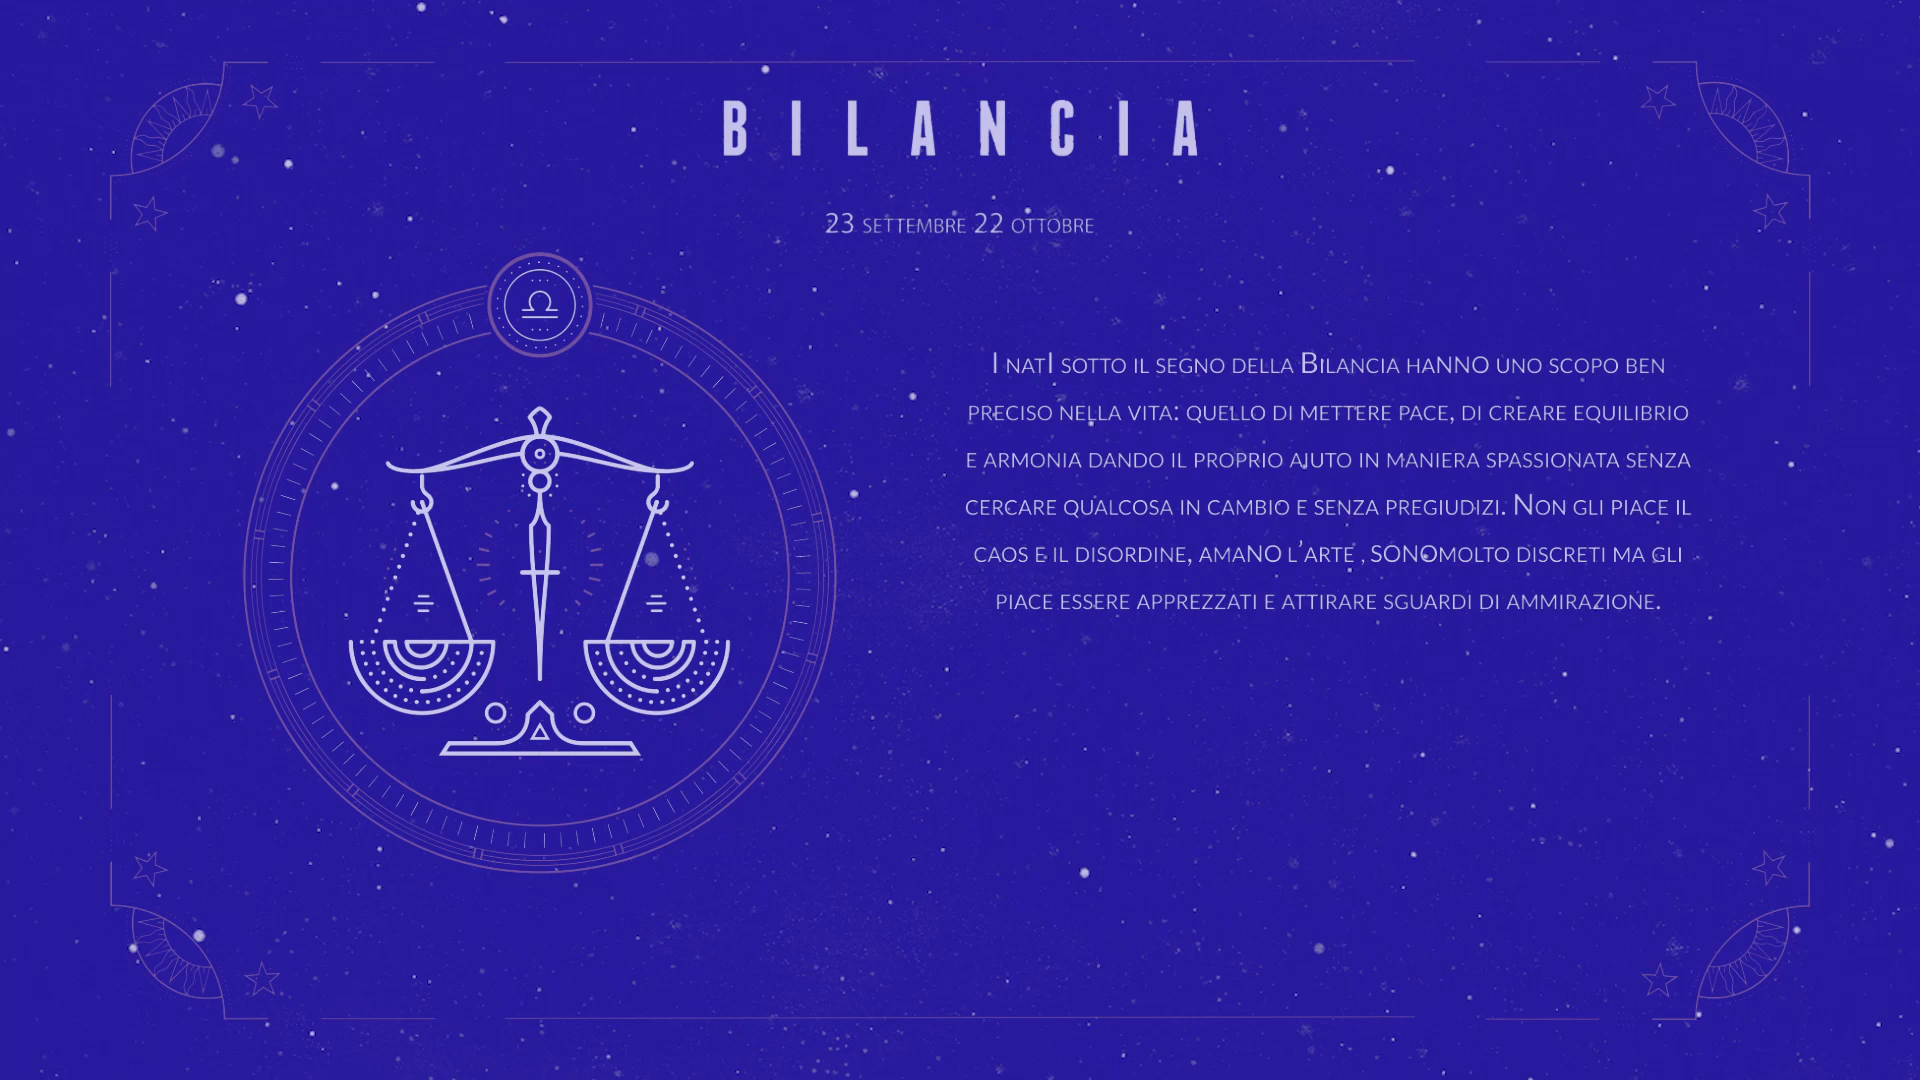 BILANCIA
23 settembre 22 ottobre
I natI sotto il segno della Bilancia haNNO uno scopo ben
preciso nella vita: quello di mettere pace, di creare equilibrio
e armonia dando il proprio aiuto in maniera spassionata senza
cercare qualcosa in cambio e senza pregiudizi. Non gli piace il
caos e il disordine, amaNO l'arte , SONOmolto discreti ma gli
piace essere apprezzati e attirare sguardi di ammirazione.